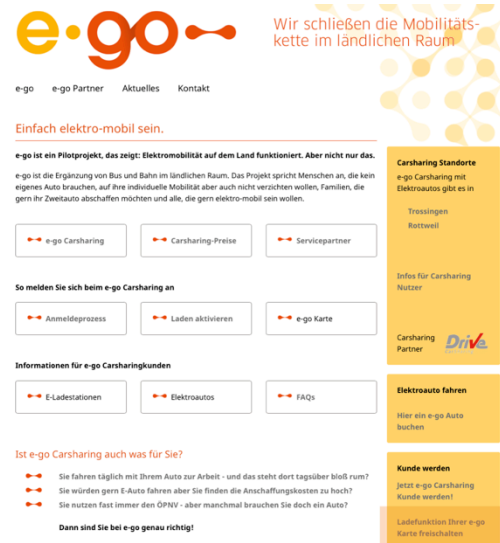 e·go
Wir schließen die Mobilitäts-
kette im ländlichen Raum
e-go e-go Partner Aktuelles Kontakt
Einfach elektro-mobil sein.
e-go ist ein Pilotprojekt, das zeigt: Elektromobilität auf dem Land funktioniert. Aber nicht nur das.
e-go ist die Ergänzung von Bus und Bahn im ländlichen Raum. Das Projekt spricht Menschen an, die kein
eigenes Auto brauchen, auf ihre individuelle Mobilität aber auch nicht verzichten wollen, Familien, die
gern ihr Zweitauto abschaffen möchten und alle, die gern elektro-mobil sein wollen.
e-go Carsharing
Carsharing-Preise
Servicepartner
So melden Sie sich beim e-go Carsharing an
Anmeldeprozess
Laden aktivieren
e-go Karte
Informationen für e-go Carsharingkunden
E-Ladestationen
Elektroautos
FAQs
Ist e-go Carsharing auch was für Sie?
Sie fahren täglich mit Ihrem Auto zur Arbeit - und das steht dort tagsüber bloß rum?
Sie würden gern E-Auto fahren aber Sie finden die Anschaffungskosten zu hoch?
Sie nutzen fast immer den ÖPNV - aber manchmal brauchen Sie doch ein Auto?
Dann sind Sie bei e-go genau richtig!
Carsharing Standorte
e-go Carsharing mit
Elektroautos gibt es in
Trossingen
Rottweil
Infos für Carsharing
Nutzer
Carsharing
Partner
Drive
Elektroauto fahren
Hier ein e-go Auto
buchen
Kunde werden
Jetzt e-go Carsharing
Kunde werden!
Ladefunktion Ihrer e-go
Karte freischalten